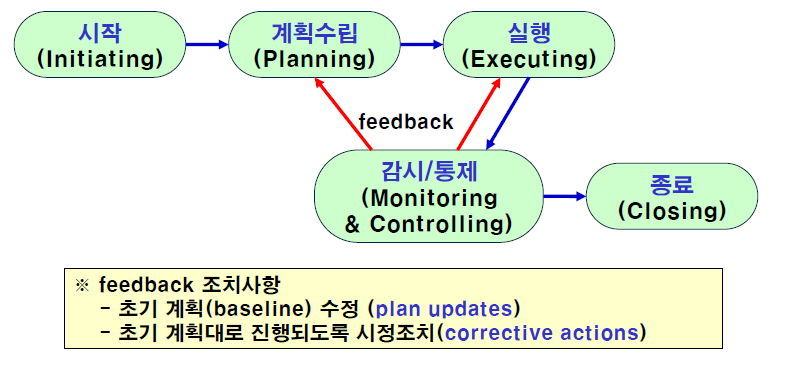 시작
(Initiating)
계획수립
(Planning)
실행
(Executing)
feedback
감시/통제
(Monitoring
& Controlling)
종료
(Closing)
※ feedback 조치사항
- 초기 계획(baseline) 수정 (plan updates)
- 초기 계획대로 진행되도록 시정조치(corrective actions)